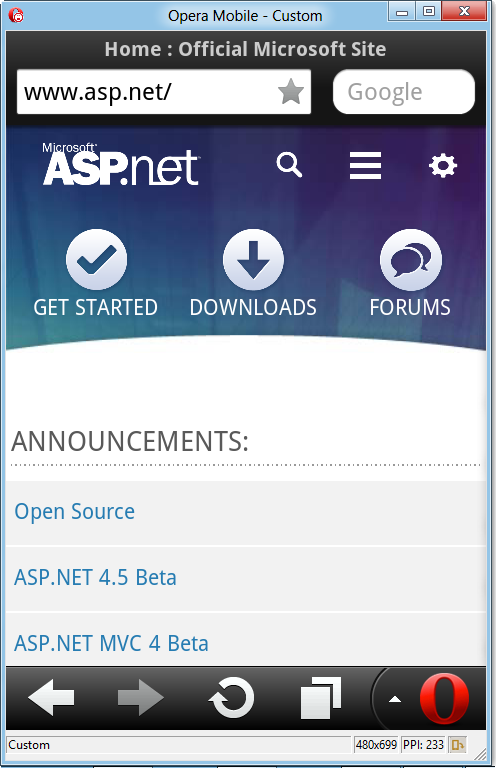 Opera Mobile - Custom
Home : Official Microsoft Site
www.asp.net/
Google
Microsoft®
ASP.net™
GET STARTED DOWNLOADS FORUMS
ANNOUNCEMENTS:
Open Source
ASP.NET 4.5 Beta
ASP.NET MVC 4 Beta
Custom 480x699 PPI: 233